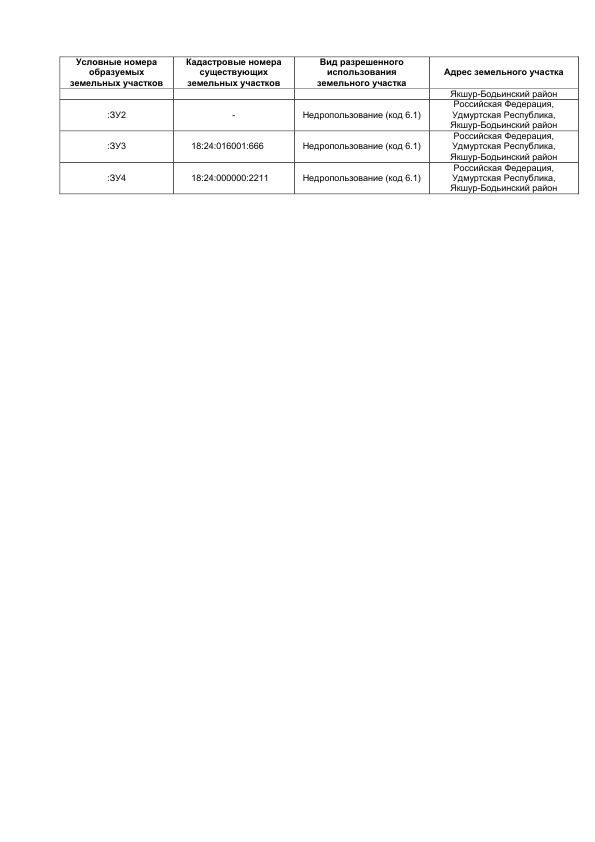 Условные номера образуемых земельных участков | Кадастровые номера существующих земельных участков | Вид разрешенного использования земельного участка | Адрес земельного участка
Якшур-Бодьинский район
:ЗУ2 | - | Недропользование (код 6.1) | Российская Федерация, Удмуртская Республика, Якшур-Бодьинский район
:ЗУ3 | 18:24:016001:666 | Недропользование (код 6.1) | Российская Федерация, Удмуртская Республика, Якшур-Бодьинский район
:ЗУ4 | 18:24:000000:2211 | Недропользование (код 6.1) | Российская Федерация, Удмуртская Республика, Якшур-Бодьинский район